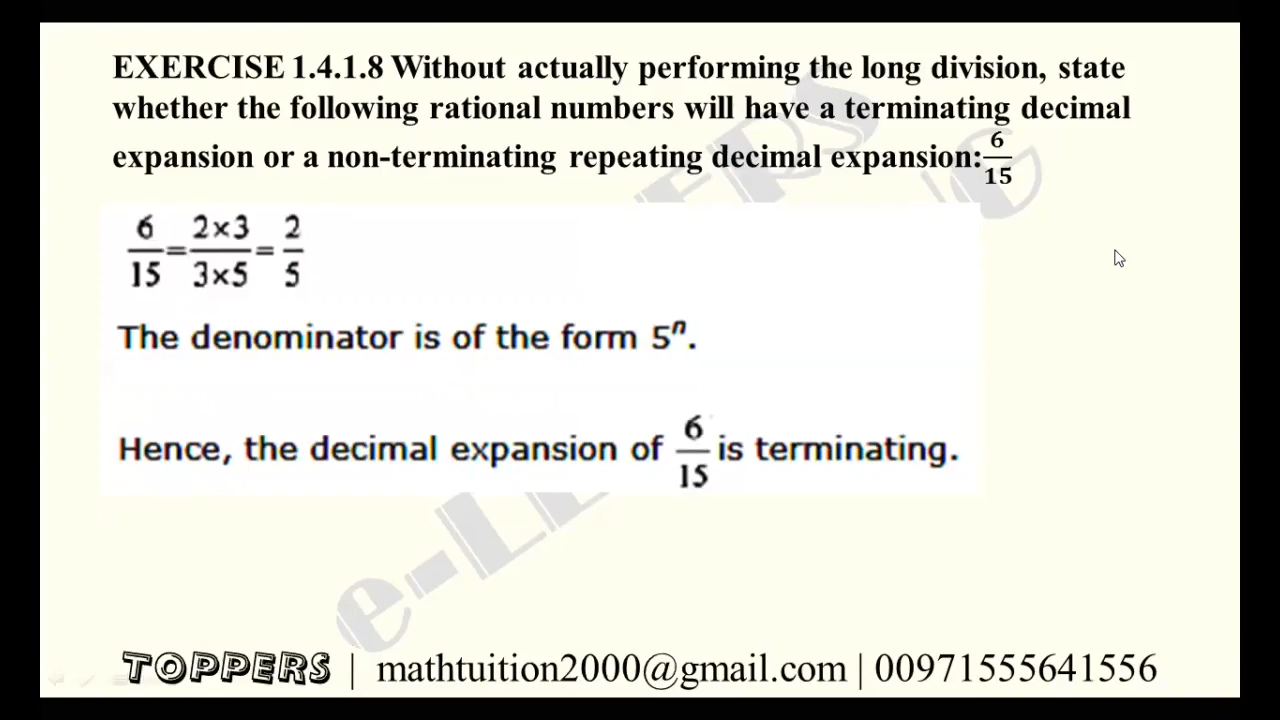 EXERCISE 1.4.1.8 Without actually performing the long division, state
whether the following rational numbers will have a terminating decimal
expansion or a non-terminating repeating decimal expansion: 6/15
6/15 = 2×3/3×5 = 2/5
The denominator is of the form 5ⁿ.
Hence, the decimal expansion of 6/15 is terminating.
TOPPERS | mathtuition2000@gmail.com | 00971555641556